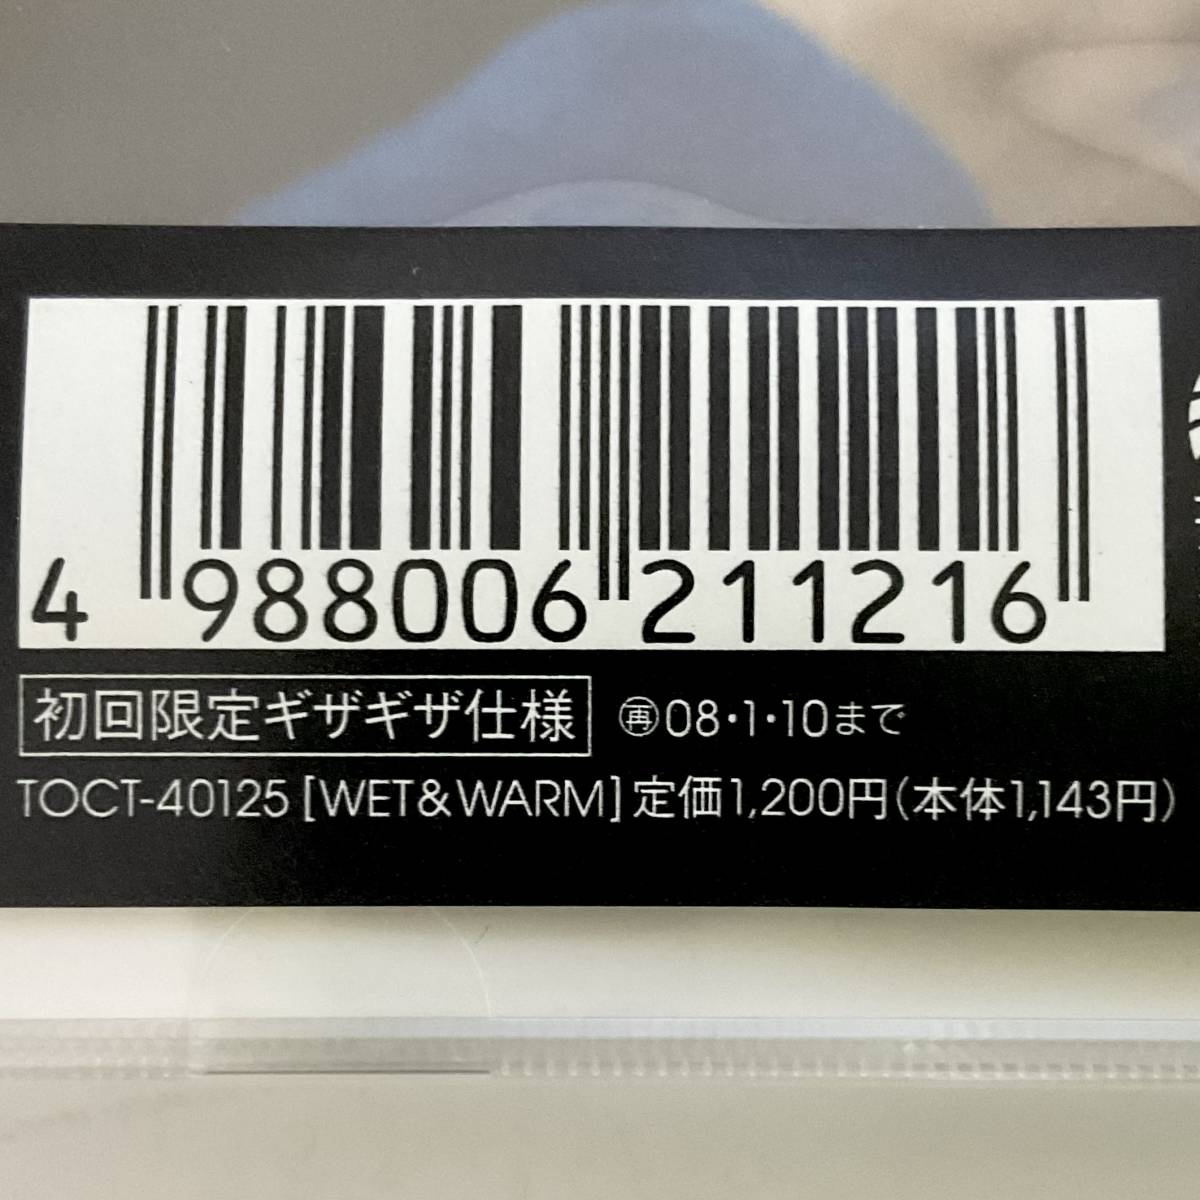 4 988006 211216
初回限定ギザギザ仕様 ㊞08・1・10まで
TOCT-40125 [WET&WARM] 定価1,200円(本体1,143円)